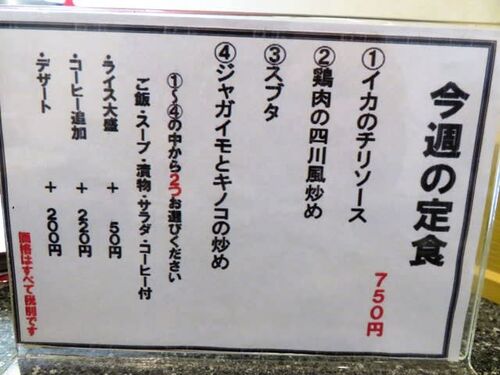 今週の定食
750円
①イカのチリソース
②鶏肉の四川風炒め
③スブタ
④ジャガイモとキノコの炒め
①~④の中から2つお選びください
ご飯・スープ・漬物・サラダ・コーヒー付
・ライス大盛 + 50円
・コーヒー追加 + 220円
・デザート + 200円
価格はすべて税別です